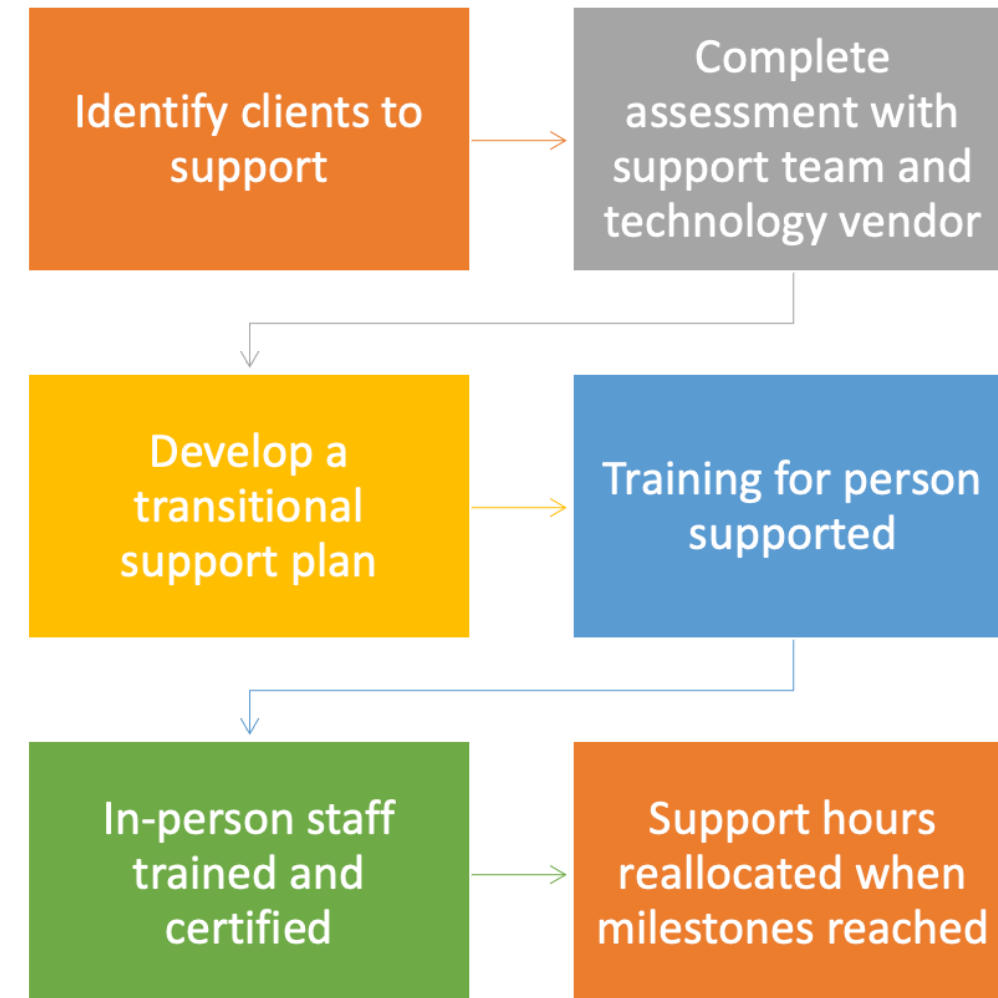 Identify clients to
support
Complete
assessment with
support team and
technology vendor
Develop a
transitional
support plan
Training for person
supported
In-person staff
trained and
certified
Support hours
reallocated when
milestones reached